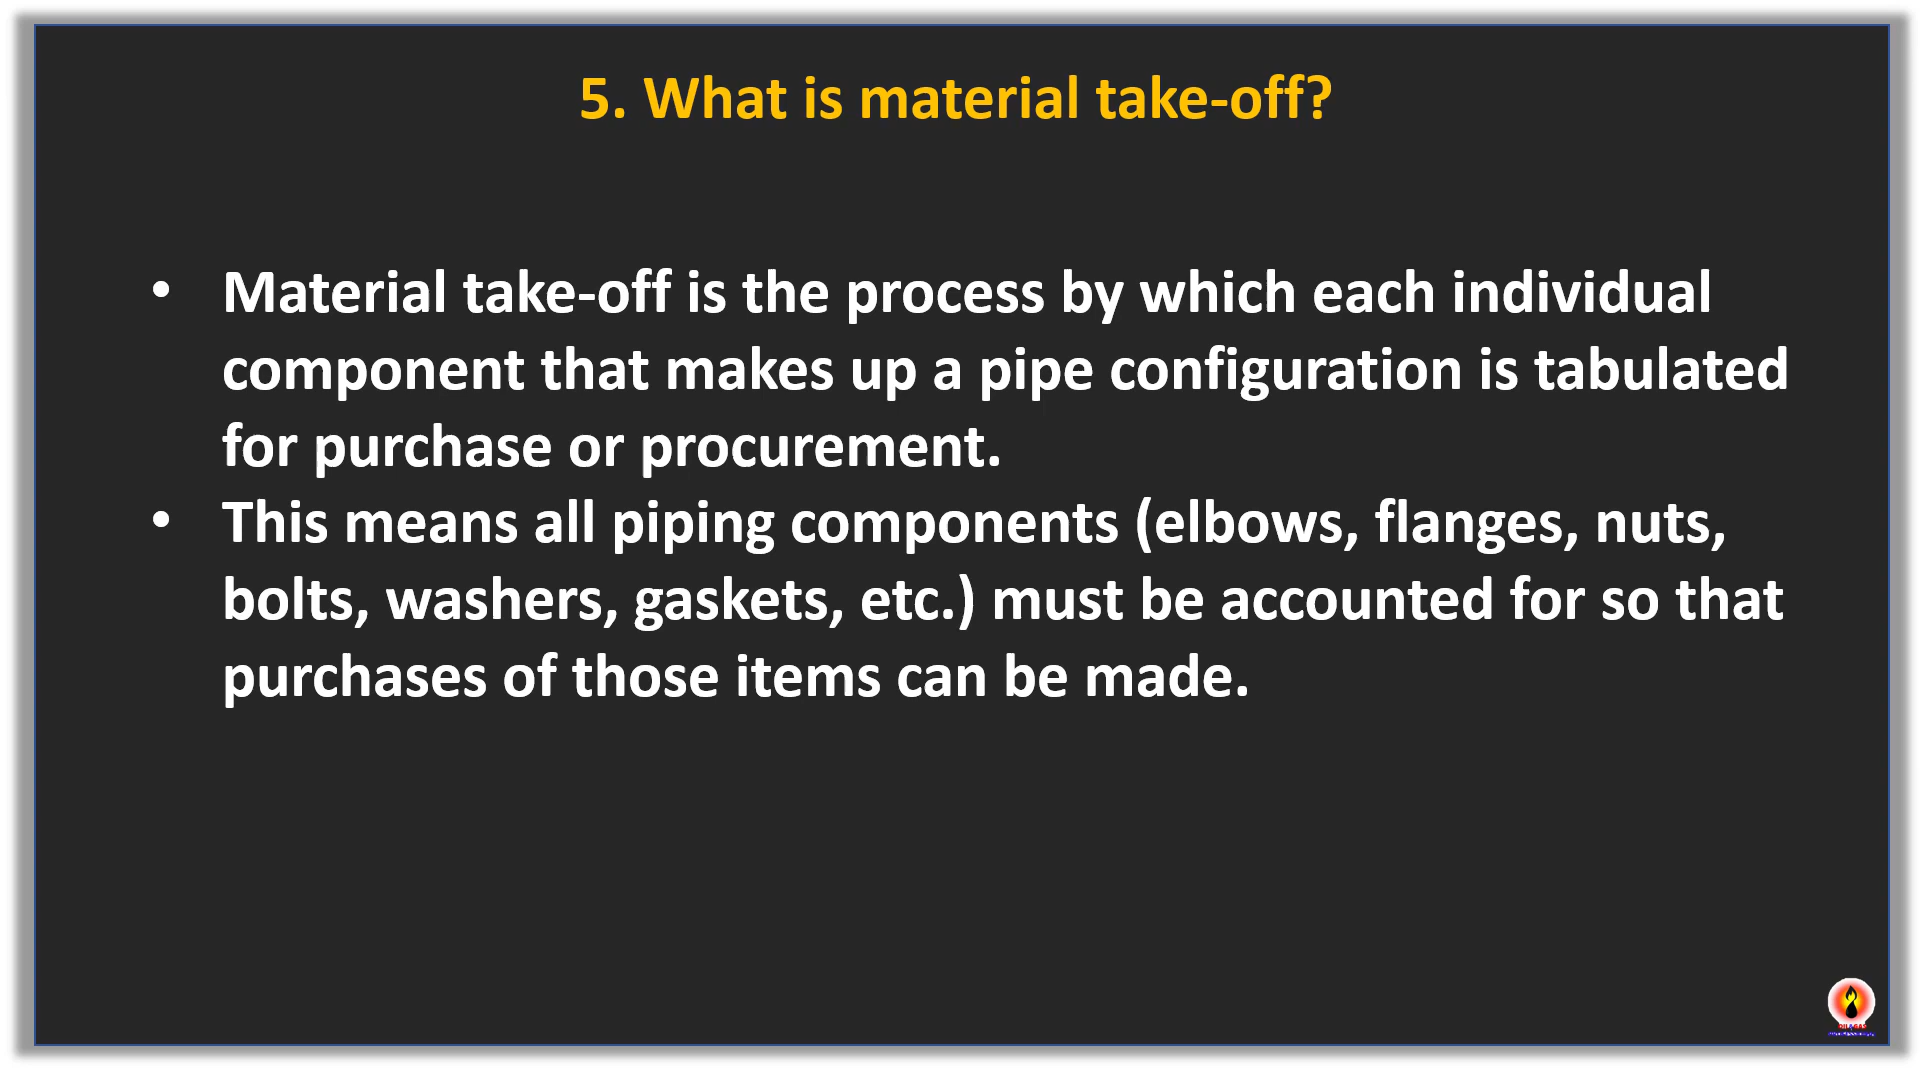 5. What is material take-off?
• Material take-off is the process by which each individual
component that makes up a pipe configuration is tabulated
for purchase or procurement.
• This means all piping components (elbows, flanges, nuts,
bolts, washers, gaskets, etc.) must be accounted for so that
purchases of those items can be made.